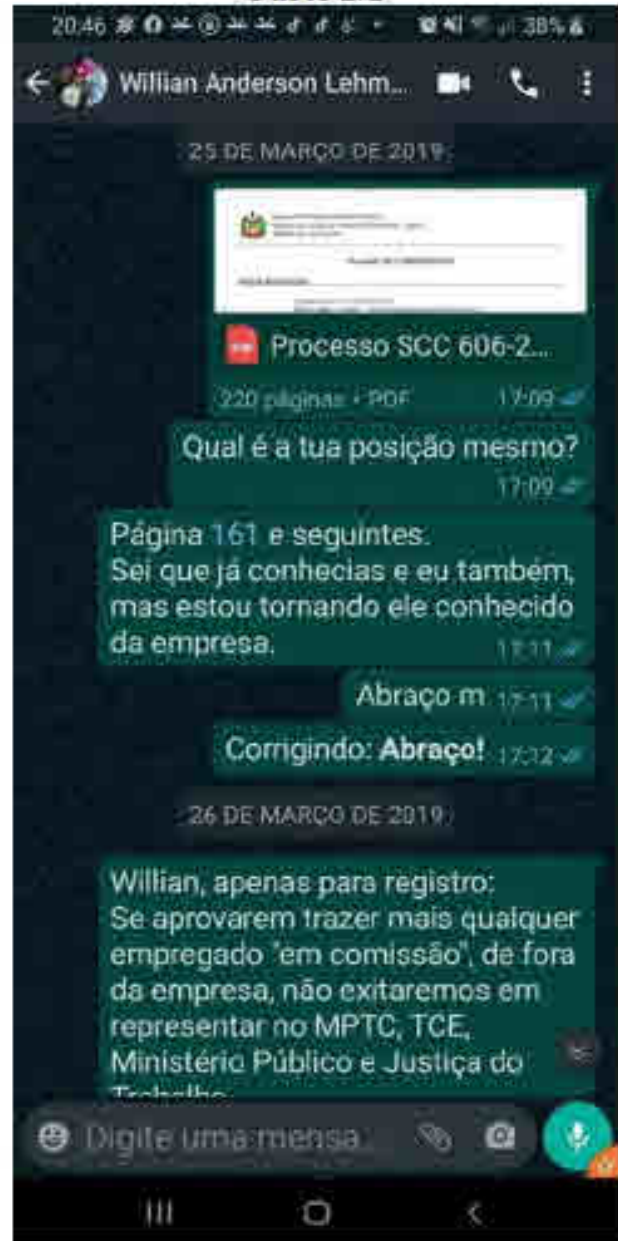 20.46
38%
Willian Anderson Lehm...
25 DE MARÇO DE 2019
Processo SCC 606-2...
220 páginas • PDF 17:09
Qual é a tua posição mesmo?
17:09
Página 161 e seguintes.
Sei que já conhecias e eu também,
mas estou tornando ele conhecido
da empresa.
17:11
Abraço m 17:11
Corrigindo: Abraço! 17:12
26 DE MARÇO DE 2019
Willian, apenas para registro:
Se aprovarem trazer mais qualquer
empregado "em comissão", de fora
da empresa, não exitaremos em
representar no MPTC, TCE,
Ministério Público e Justiça do
Trabalho
Digite uma mensa...